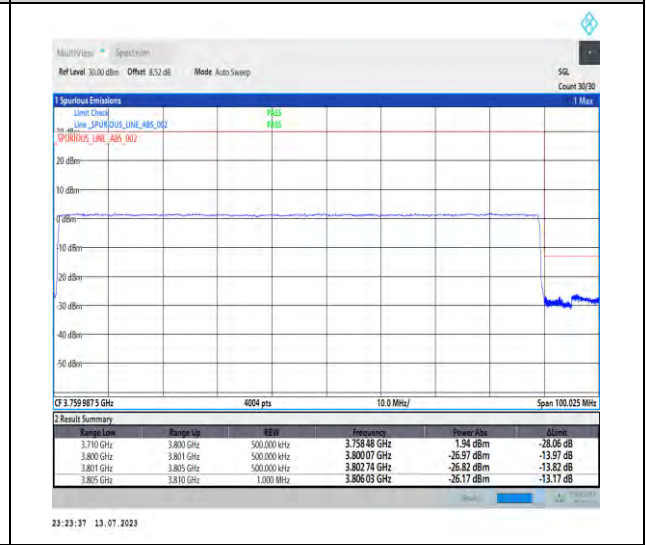 MultiView Spectrum
Ref Level 30.00 dBm Offset 8.52 dB Mode Auto Sweep SGL
Count 30/30
1 Spurious Emissions 1 Max
Limit Check PASS
Line _SPURIOUS_LINE_ABS_002 PASS
_SPURIOUS_LINE_ABS_002
20 dBm
10 dBm
0 dBm
-10 dBm
-20 dBm
-30 dBm
-40 dBm
-50 dBm
CF 3.759 987 5 GHz 4004 pts 10.0 MHz/ Span 100.025 MHz
2 Result Summary
Range Low Range Up RBW Frequency Power Abs ΔLimit
3.710 GHz 3.800 GHz 500.000 kHz 3.758 48 GHz 1.94 dBm -28.06 dB
3.800 GHz 3.801 GHz 500.000 kHz 3.800 07 GHz -26.97 dBm -13.97 dB
3.801 GHz 3.805 GHz 500.000 kHz 3.802 74 GHz -26.82 dBm -13.82 dB
3.805 GHz 3.810 GHz 1.000 MHz 3.806 03 GHz -26.17 dBm -13.17 dB
23:23:37 13.07.2023